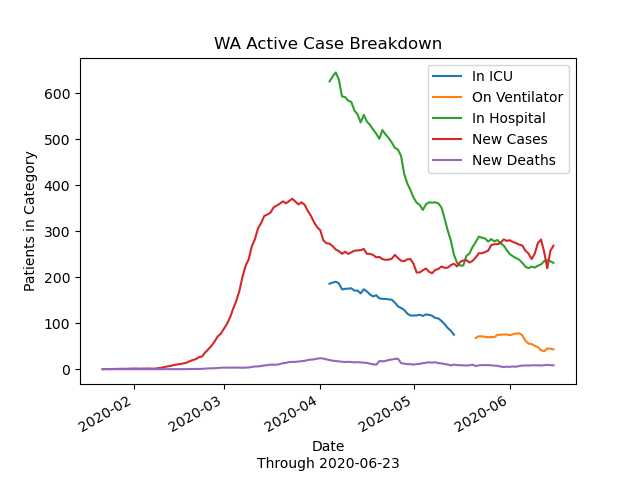 WA Active Case Breakdown
In ICU
On Ventilator
In Hospital
New Cases
New Deaths
Patients in Category
600
500
400
300
200
100
0
2020-02
2020-03
2020-04
2020-05
2020-06
Date
Through 2020-06-23